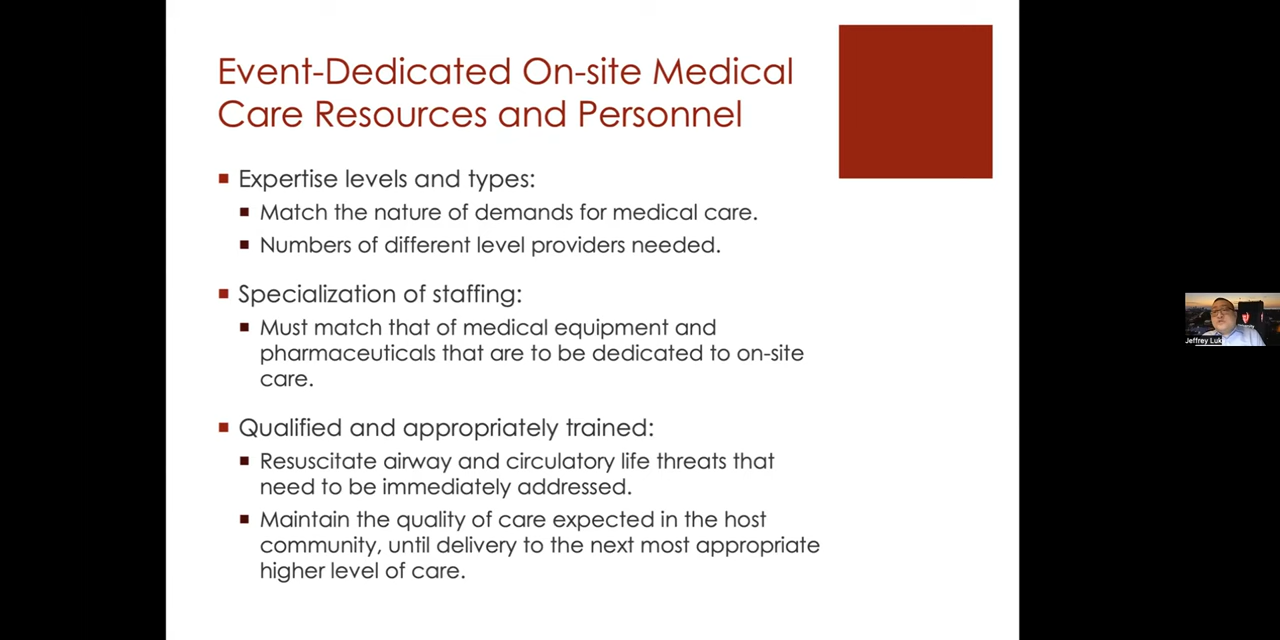 Event-Dedicated On-site Medical
Care Resources and Personnel
Expertise levels and types:
Match the nature of demands for medical care.
Numbers of different level providers needed.
Specialization of staffing:
Must match that of medical equipment and
pharmaceuticals that are to be dedicated to on-site
care.
Qualified and appropriately trained:
Resuscitate airway and circulatory life threats that
need to be immediately addressed.
Maintain the quality of care expected in the host
community, until delivery to the next most appropriate
higher level of care.
Jeffrey